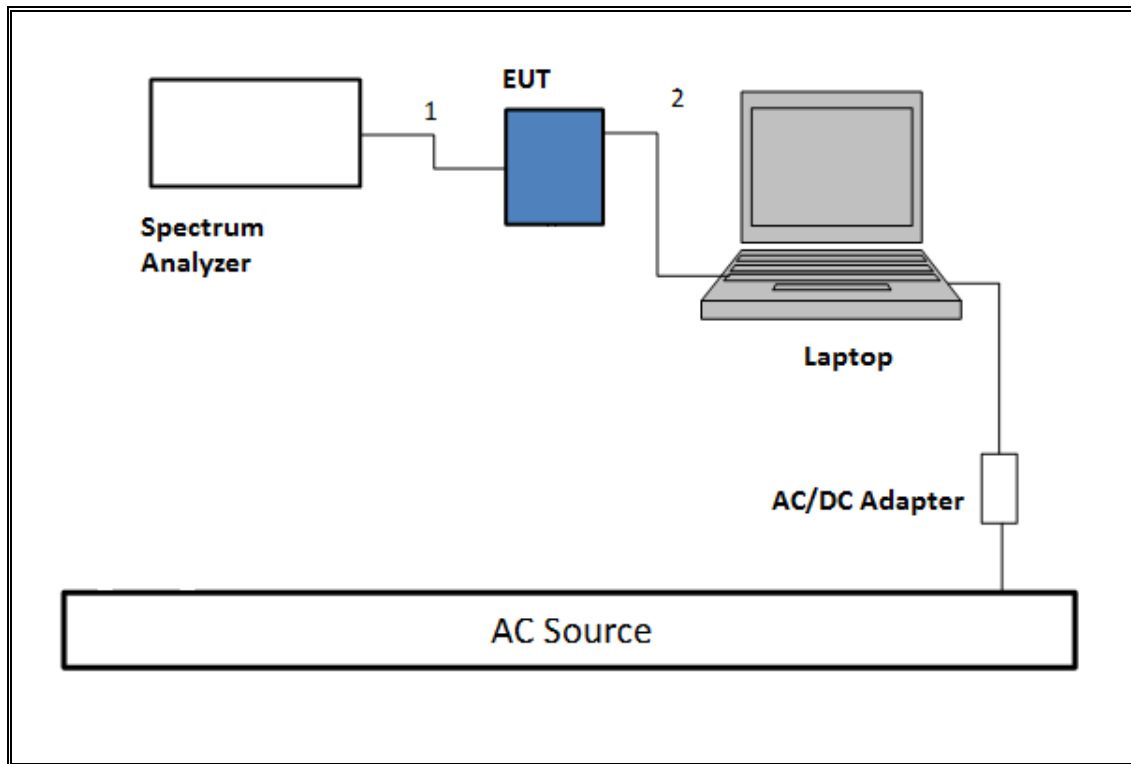 EUT
1
2
Spectrum
Analyzer
Laptop
AC/DC Adapter
AC Source